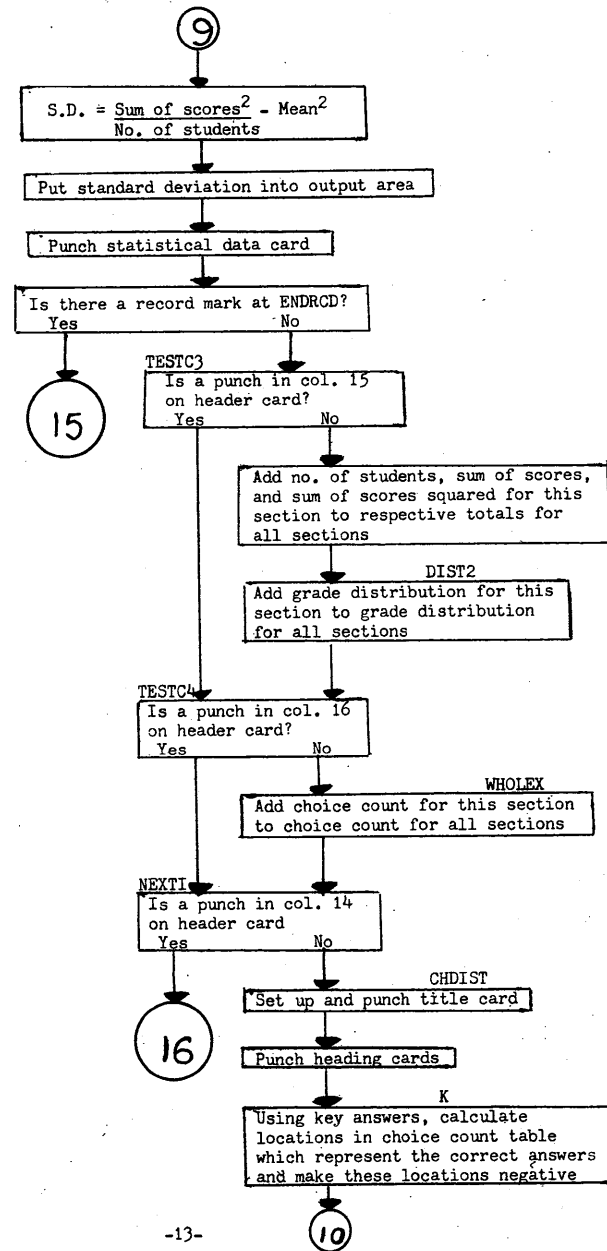 9
S.D. = Sum of scores² - Mean²
No. of students
Put standard deviation into output area
Punch statistical data card
Is there a record mark at ENDRCD?
Yes No
TESTC3
15
Is a punch in col. 15
on header card?
Yes No
Add no. of students, sum of scores,
and sum of scores squared for this
section to respective totals for
all sections
DIST2
Add grade distribution for this
section to grade distribution
for all sections
TESTC4
Is a punch in col. 16
on header card?
Yes No
WHOLEX
Add choice count for this section
to choice count for all sections
NEXTI
Is a punch in col. 14
on header card
Yes No
CHDIST
16
Set up and punch title card
Punch heading cards
K
Using key answers, calculate
locations in choice count table
which represent the correct answers
and make these locations negative
-13-
10